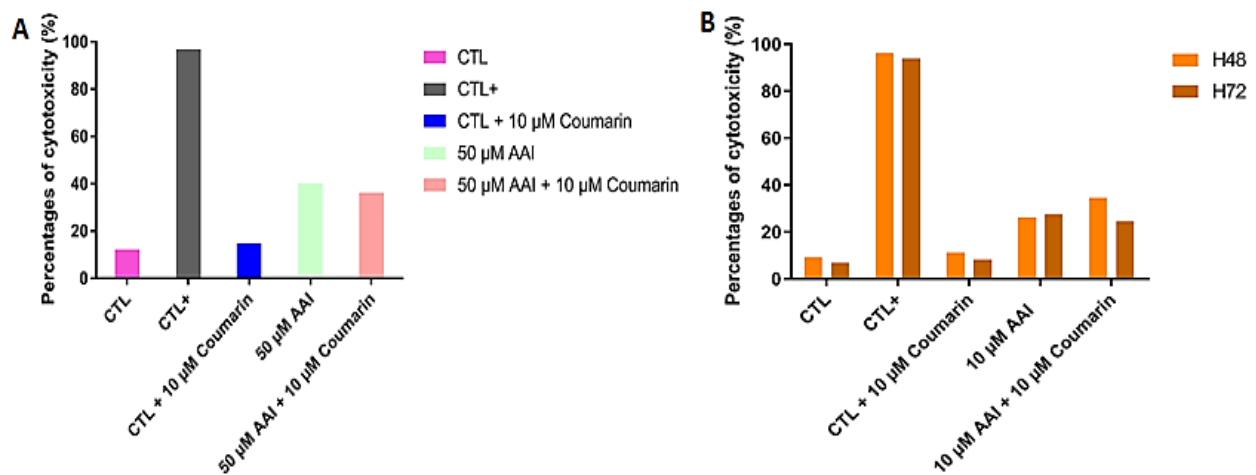 A
Percentages of cytotoxicity (%)
100
80
60
40
20
0
CTL
CTL+
CTL + 10 µM Coumarin
50 µM AAI
50 µM AAI + 10 µM Coumarin
CTL
CTL+
CTL + 10 µM Coumarin
50 µM AAI
50 µM AAI + 10 µM Coumarin
B
Percentages of cytotoxicity (%)
100
80
60
40
20
0
CTL
CTL+
CTL + 10 µM Coumarin
10 µM AAI
10 µM AAI + 10 µM Coumarin
H48
H72